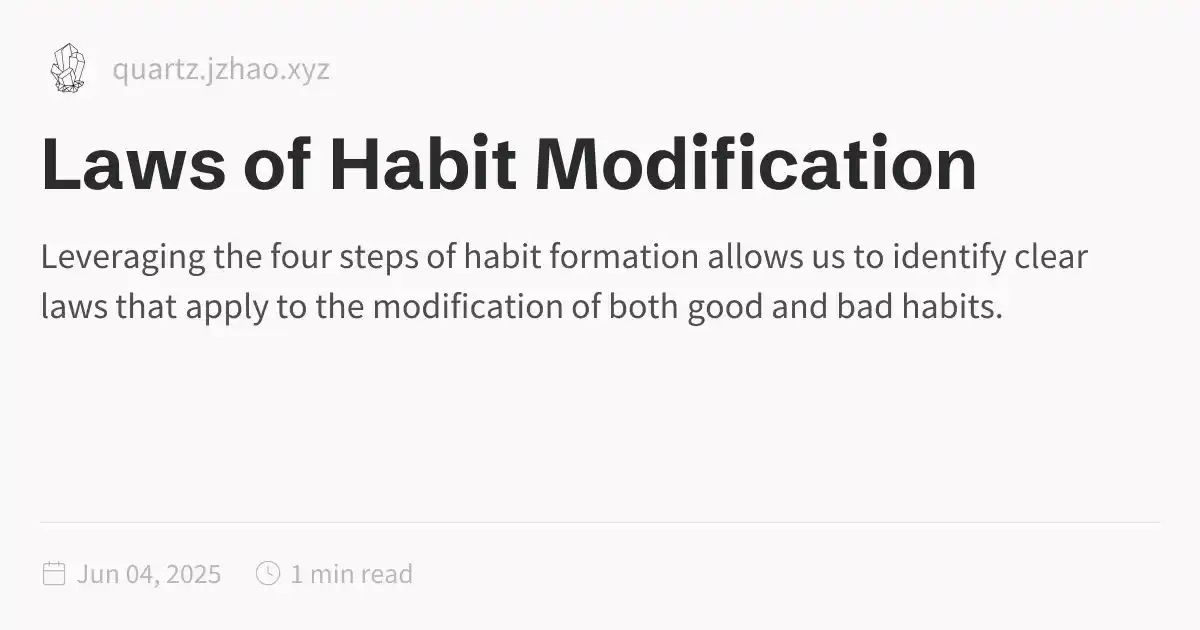 quartz.jzhao.xyz
Laws of Habit Modification
Leveraging the four steps of habit formation allows us to identify clear
laws that apply to the modification of both good and bad habits.
Jun 04, 2025 1 min read